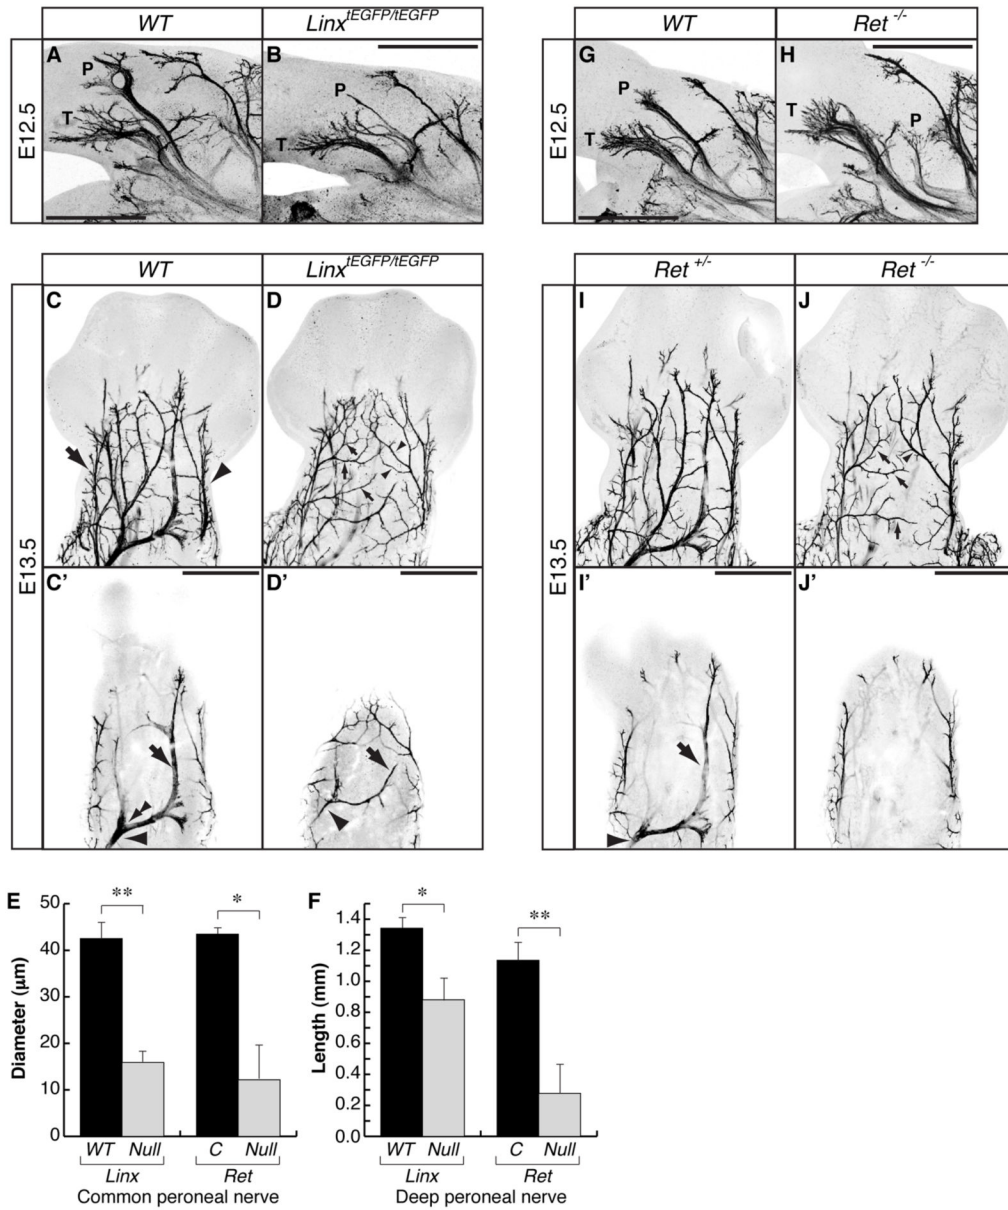 WT
Linx^tEGFP/tEGFP
WT
Ret^-/-
E12.5
A
P
T
B
P
T
E12.5
G
P
T
H
T
P
WT
Linx^tEGFP/tEGFP
Ret^+/-
Ret^-/-
E13.5
C
D
C’
D’
E13.5
I
J
I’
J’
E
Diameter (μm)
50
40
30
20
10
0
**
*
WT Null C Null
Linx Ret
Common peroneal nerve
F
Length (mm)
1.4
1.2
1.0
0.8
0.6
0.4
0.2
0.0
*
**
WT Null C Null
Linx Ret
Deep peroneal nerve